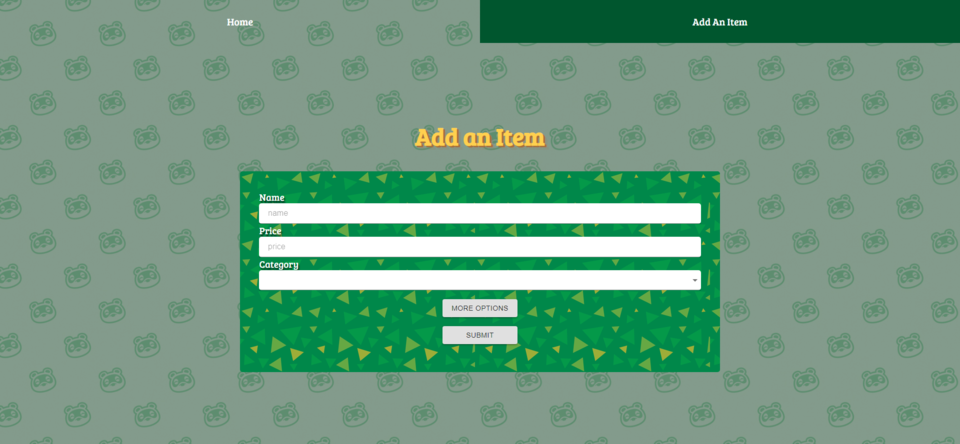 Home
Add An Item
Add an Item
Name
name
Price
price
Category
MORE OPTIONS
SUBMIT